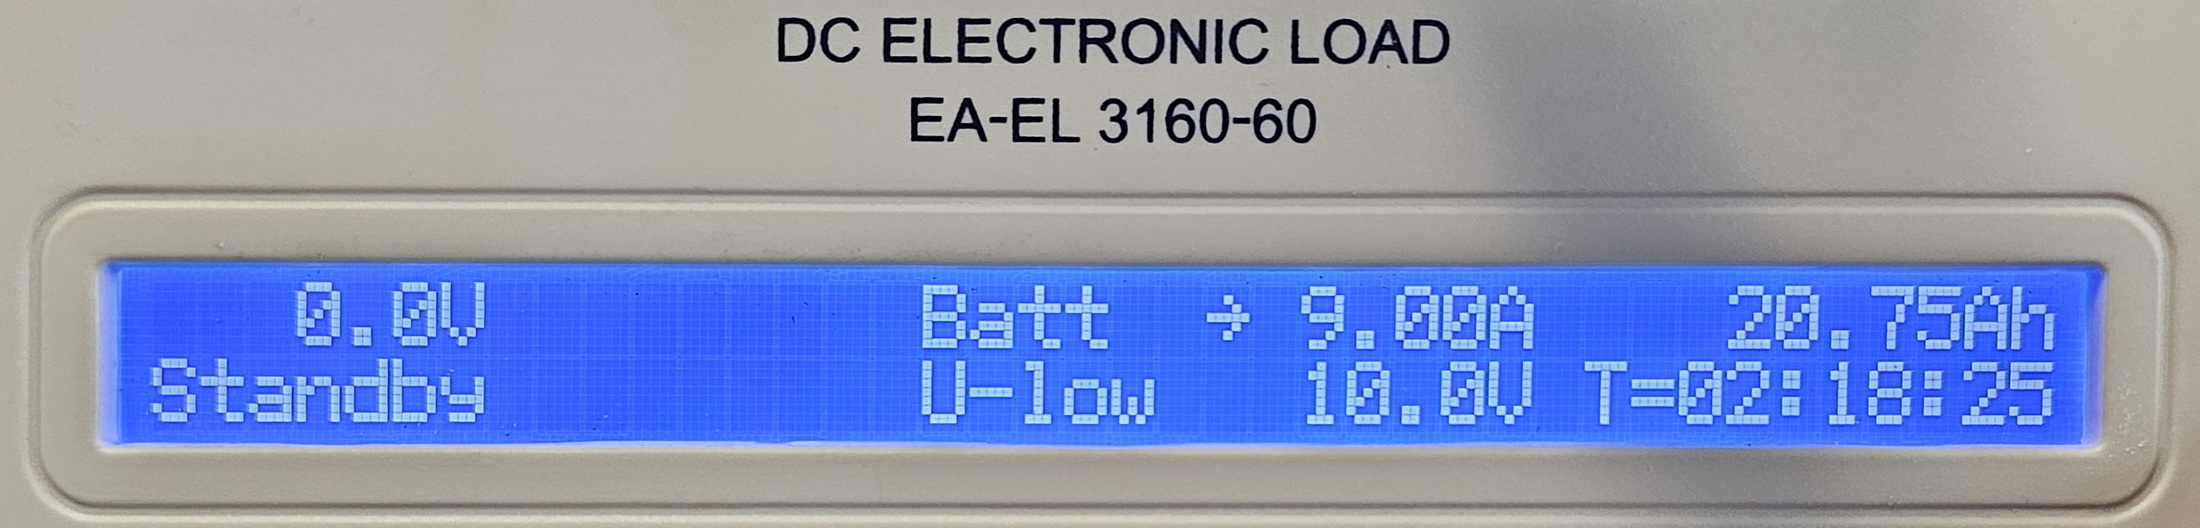 DC ELECTRONIC LOAD
EA-EL 3160-60
0.0V Batt → 9.00A 20.75Ah
Standby U-low 10.0V T=02:18:25